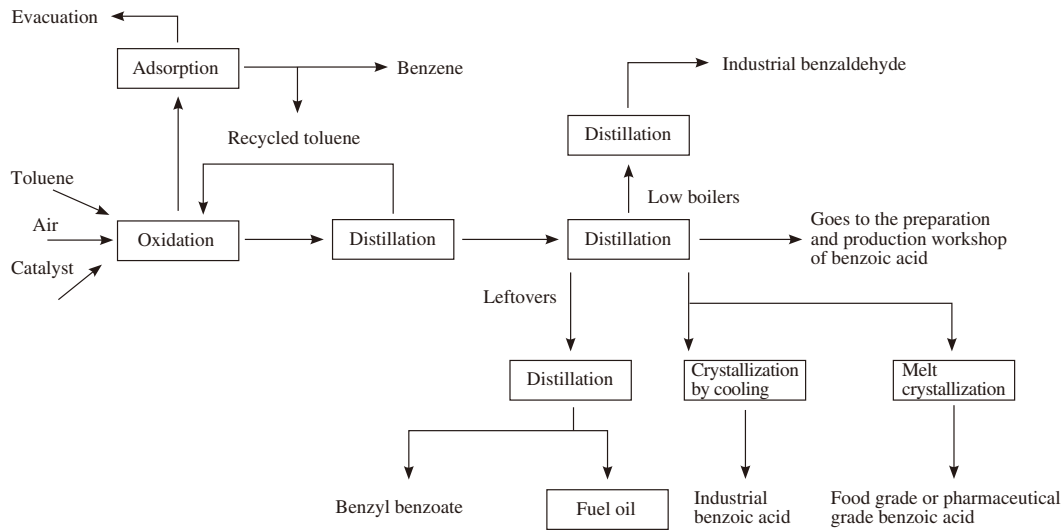 Evacuation
Adsorption
Benzene
Industrial benzaldehyde
Recycled toluene
Distillation
Toluene
Low boilers
Air
Oxidation
Distillation
Distillation
Goes to the preparation
and production workshop
of benzoic acid
Catalyst
Leftovers
Distillation
Crystallization
by cooling
Melt
crystallization
Benzyl benzoate
Fuel oil
Industrial
benzoic acid
Food grade or pharmaceutical
grade benzoic acid